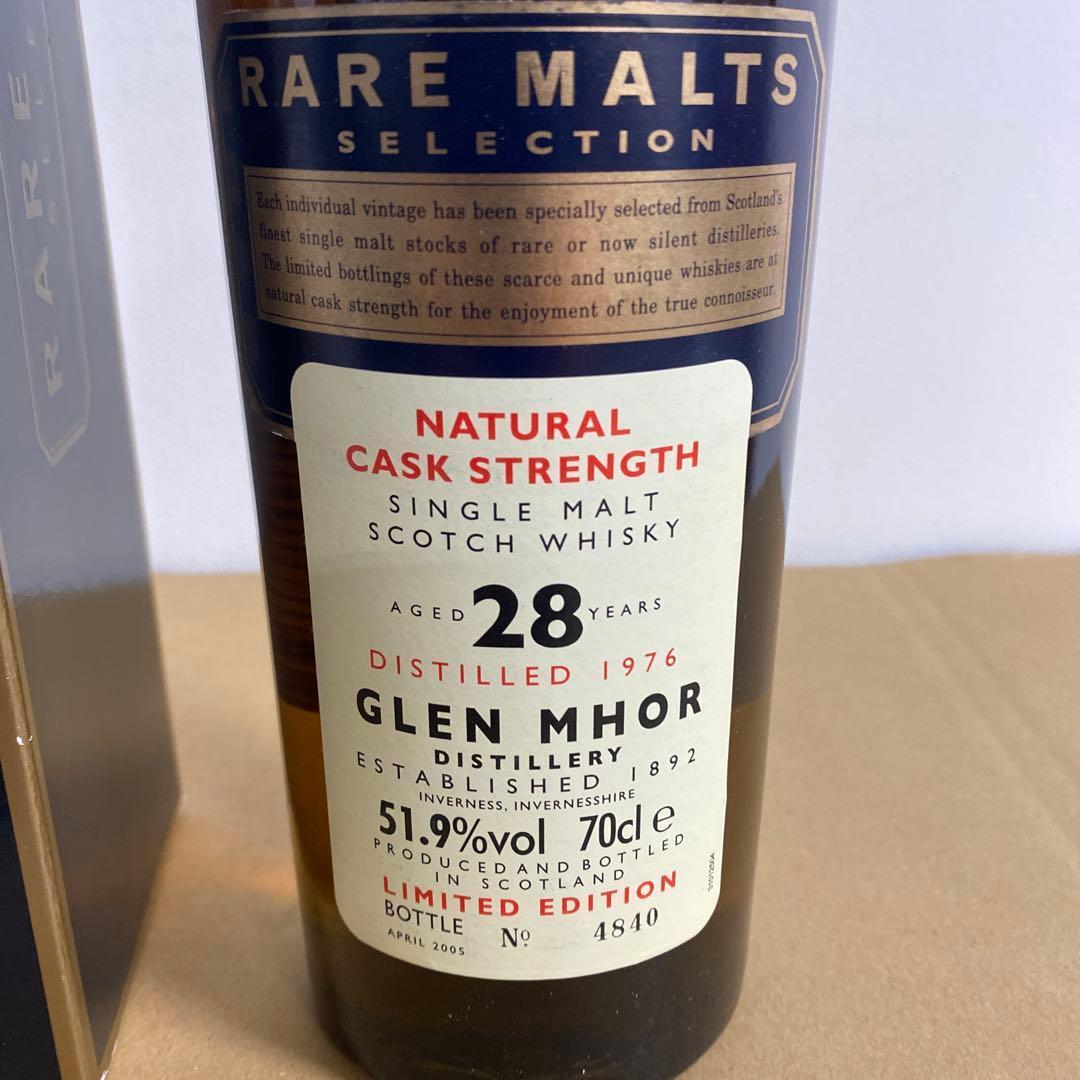 RARE
RARE MALTS
SELECTION
Each individual vintage has been specially selected from Scotland's
finest single malt stocks of rare or now silent distilleries.
The limited bottlings of these scarce and unique whiskies are at
natural cask strength for the enjoyment of the true connoisseur.
NATURAL
CASK STRENGTH
SINGLE MALT
SCOTCH WHISKY
AGED 28 YEARS
DISTILLED 1976
GLEN MHOR
DISTILLERY
ESTABLISHED 1892
INVERNESS, INVERNESSHIRE
51.9%vol 70cl e
PRODUCED AND BOTTLED
IN SCOTLAND
LIMITED EDITION
BOTTLE Nº 4840
APRIL 2005